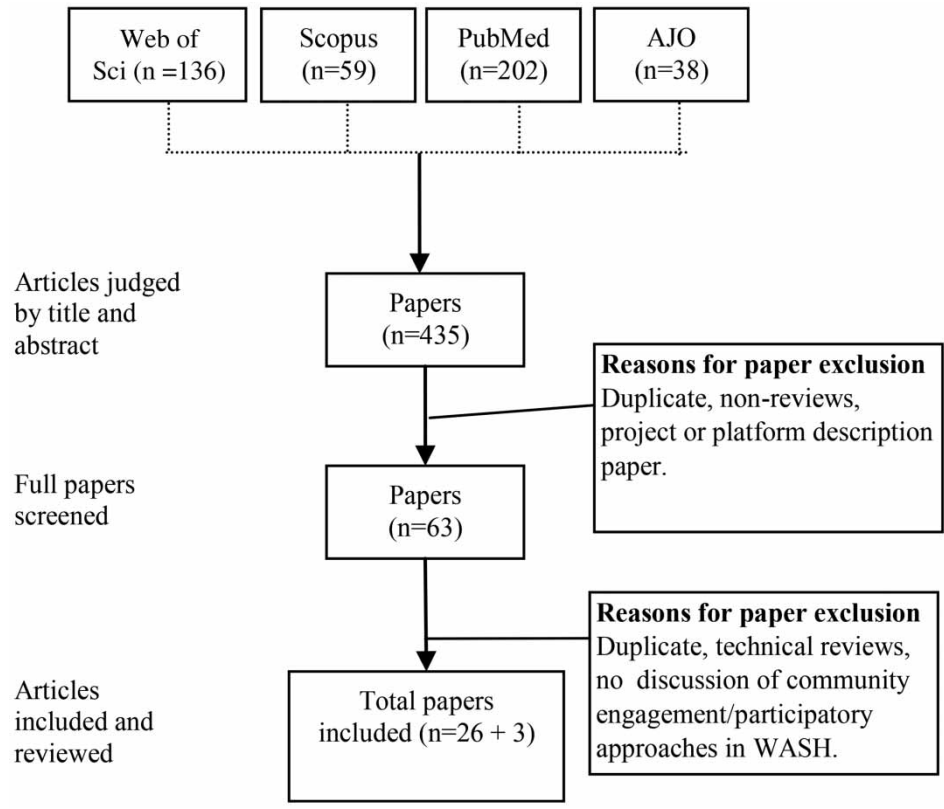 Web of
Sci (n =136)
Scopus
(n=59)
PubMed
(n=202)
AJO
(n=38)
Articles judged
by title and
abstract
Papers
(n=435)
Reasons for paper exclusion
Duplicate, non-reviews,
project or platform description
paper.
Full papers
screened
Papers
(n=63)
Reasons for paper exclusion
Duplicate, technical reviews,
no discussion of community
engagement/participatory
approaches in WASH.
Articles
included and
reviewed
Total papers
included (n=26 + 3)